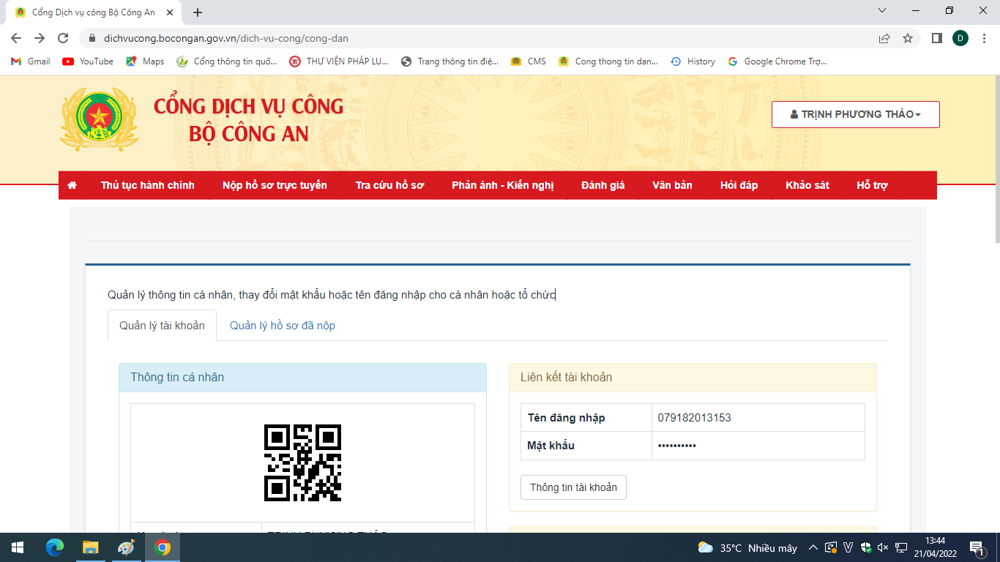 Cổng Dịch vụ công Bộ Công An
dichvucong.bocongan.gov.vn/dich-vu-cong/cong-dan
D
Gmail YouTube Maps Cổng thông tin quố... THƯ VIỆN PHÁP LU... Trang thông tin điệ... CMS Cong thong tin dan... History Google Chrome Trợ...
CỔNG DỊCH VỤ CÔNG
BỘ CÔNG AN
TRỊNH PHƯƠNG THẢO
Thủ tục hành chính Nộp hồ sơ trực tuyến Tra cứu hồ sơ Phản ánh - Kiến nghị Đánh giá Văn bản Hỏi đáp Khảo sát Hỗ trợ
Quản lý thông tin cá nhân, thay đổi mật khẩu hoặc tên đăng nhập cho cá nhân hoặc tổ chức
Quản lý tài khoản Quản lý hồ sơ đã nộp
Thông tin cá nhân
Liên kết tài khoản
Tên đăng nhập 079182013153
Mật khẩu ••••••••••
Thông tin tài khoản
35°C Nhiều mây
13:44
21/04/2022
1